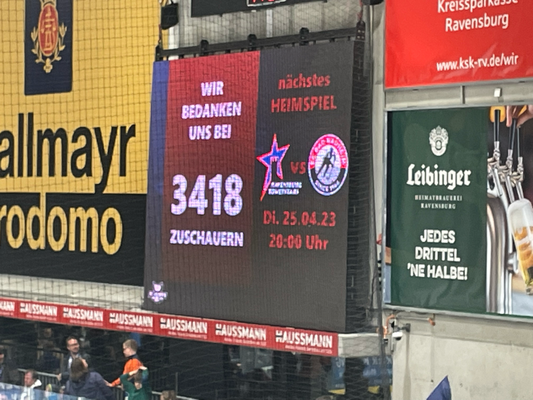 allmayr
rodomo
WIR
BEDANKEN
UNS BEI
3418
ZUSCHAUERN
nächstes
HEIMSPIEL
vs
RAVENSBURG
TOWERSTARS
Di. 25.04.23
20:00 Uhr
Kreissparkasse
Ravensburg
www.ksk-rv.de/wir
Leibinger
HEIMATBRAUEREI
RAVENSBURG
JEDES
DRITTEL
'NE HALBE!
HAUSSMANN HAUSSMANN HAUSSMANN HAUSSMANN HAUSSMANN HAUSSMANN